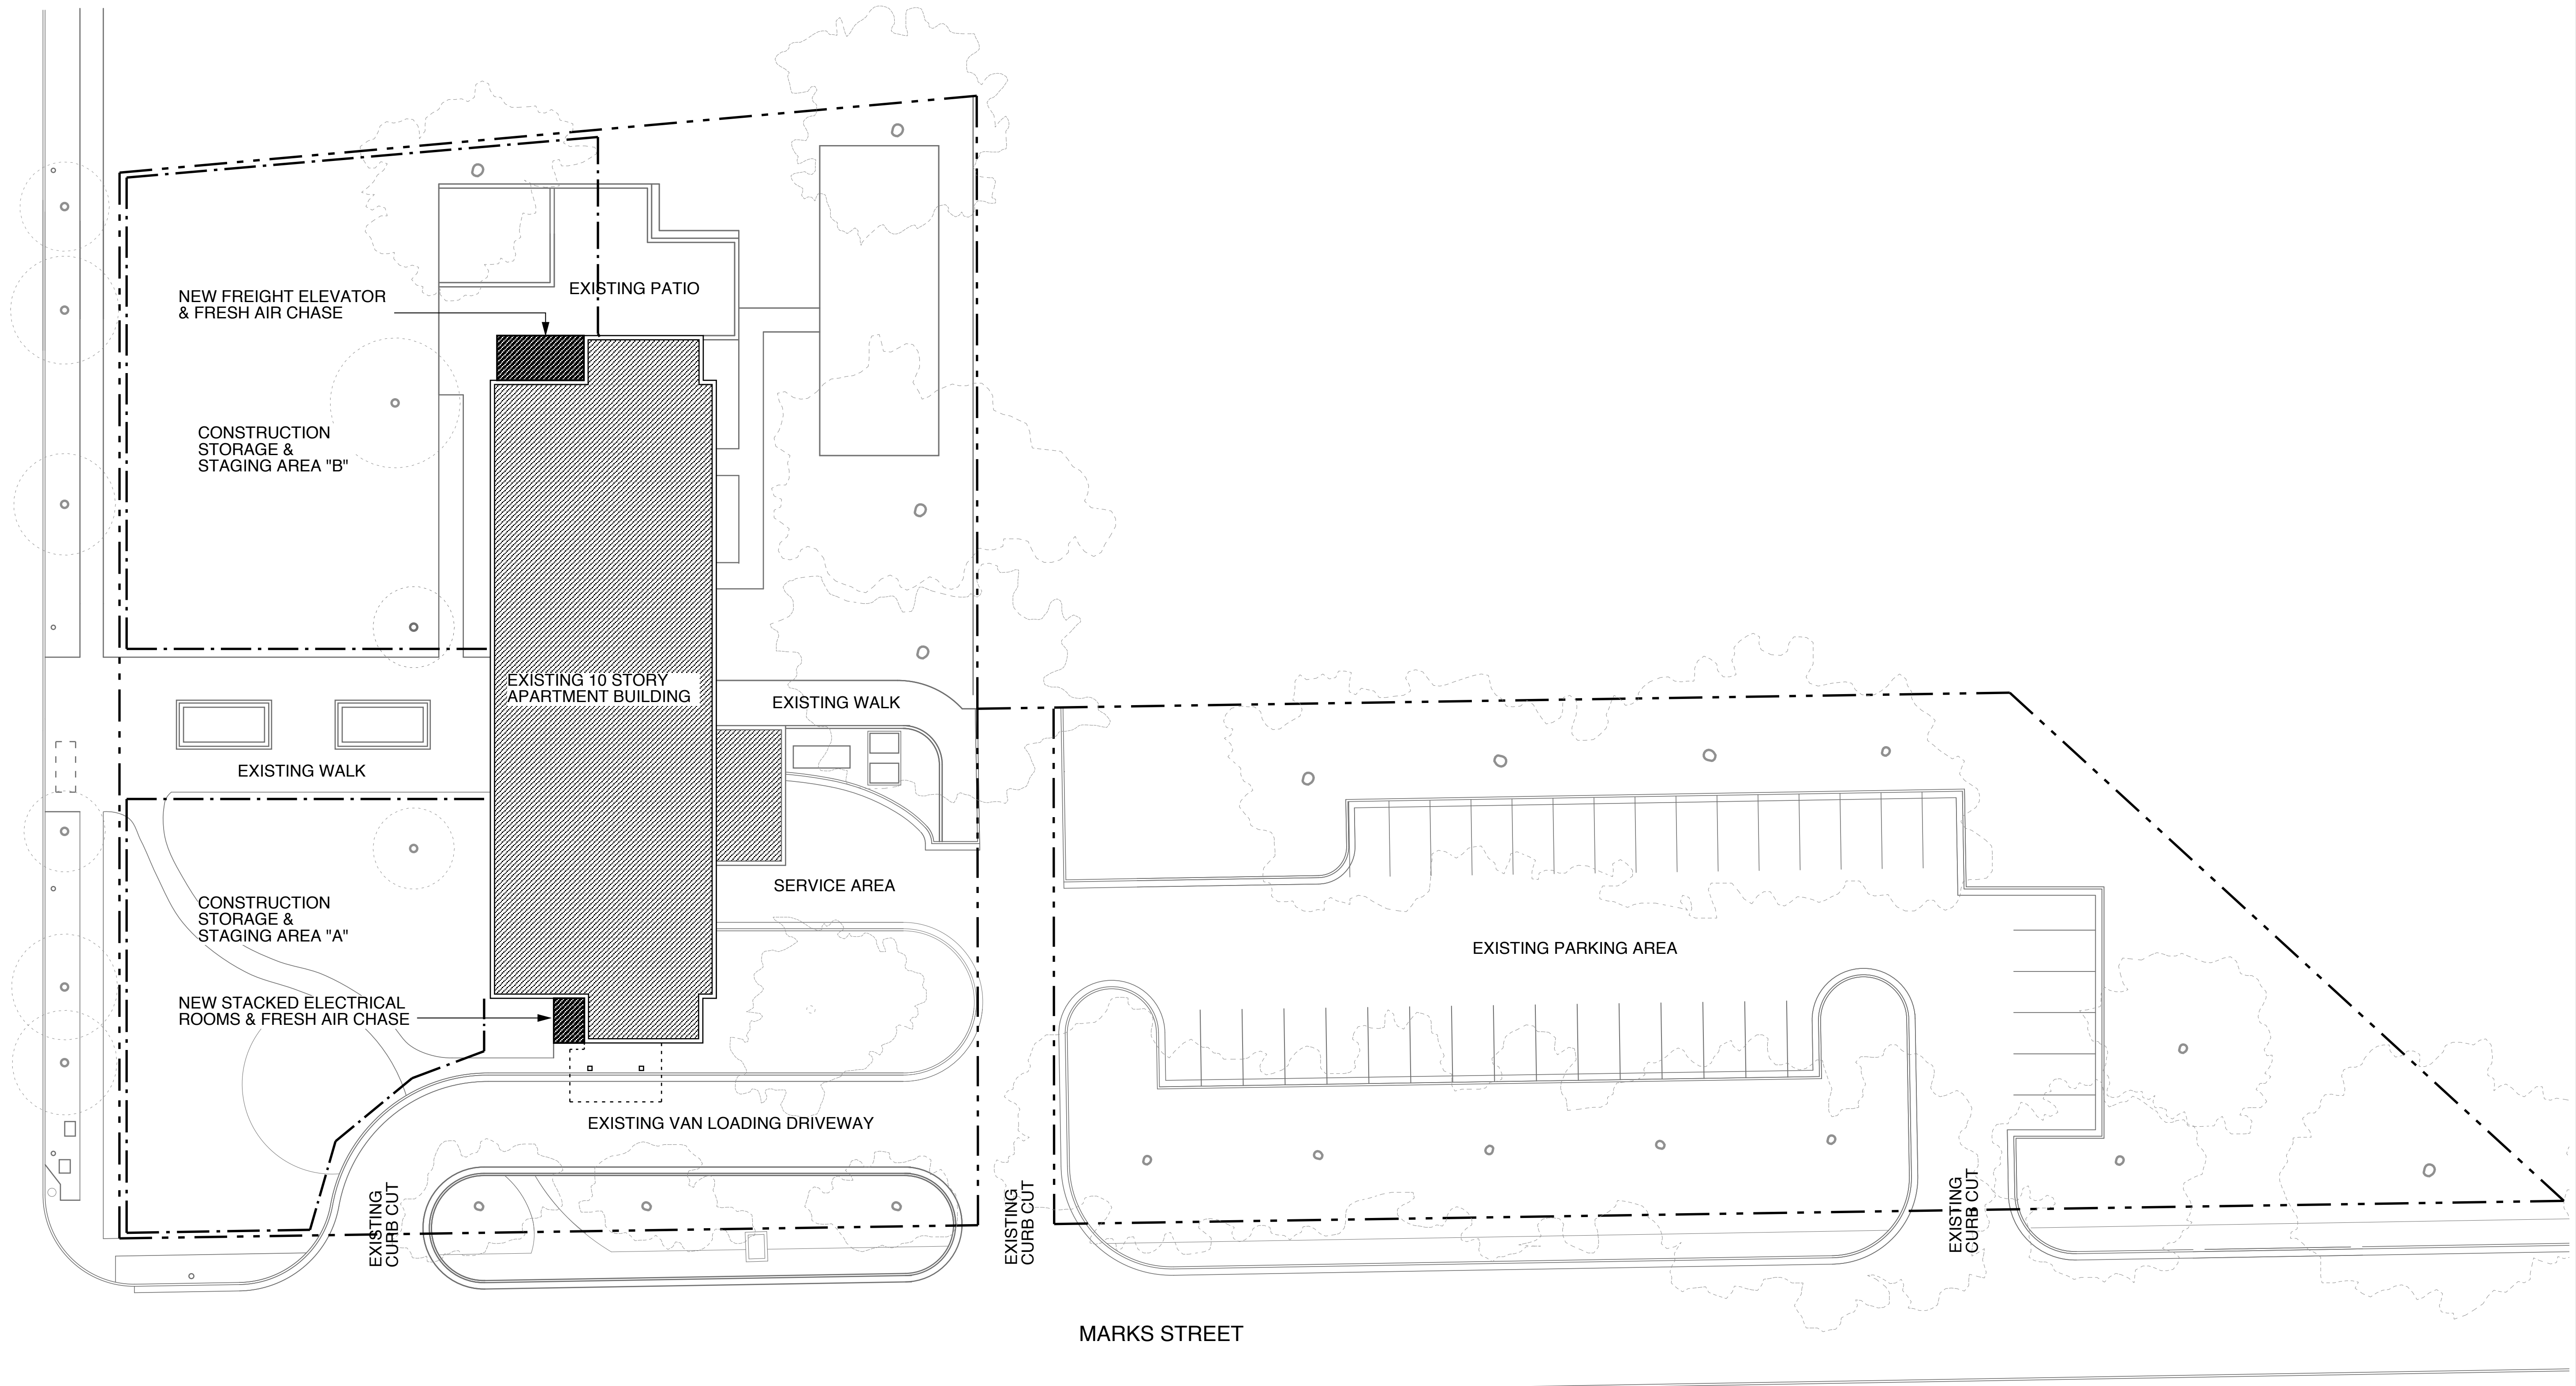 NEW FREIGHT ELEVATOR
& FRESH AIR CHASE
EXISTING PATIO
CONSTRUCTION
STORAGE &
STAGING AREA "B"
EXISTING 10 STORY
APARTMENT BUILDING
EXISTING WALK
EXISTING WALK
SERVICE AREA
CONSTRUCTION
STORAGE &
STAGING AREA "A"
EXISTING PARKING AREA
NEW STACKED ELECTRICAL
ROOMS & FRESH AIR CHASE
EXISTING VAN LOADING DRIVEWAY
EXISTING
CURB CUT
EXISTING
CURB CUT
EXISTING
CURB CUT
MARKS STREET